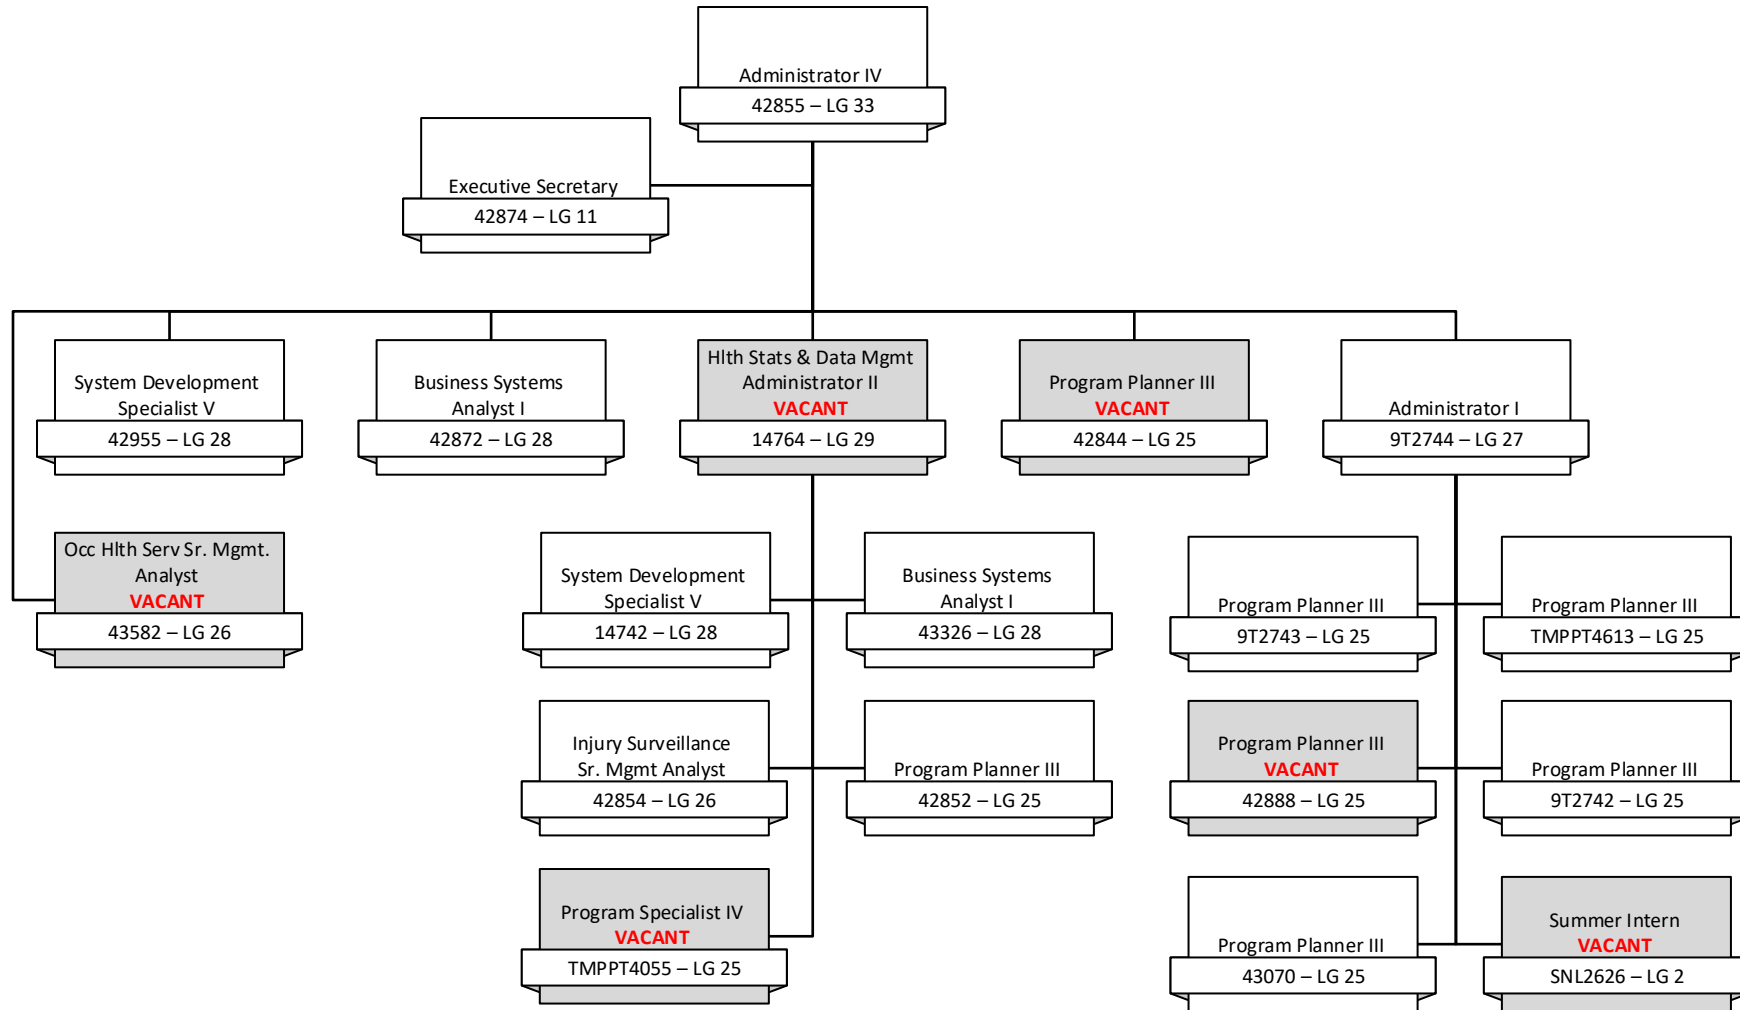 Administrator IV
42855 – LG 33
Executive Secretary
42874 – LG 11
System Development
Specialist V
42955 – LG 28
Business Systems
Analyst I
42872 – LG 28
Hlth Stats & Data Mgmt
Administrator II
VACANT
14764 – LG 29
Program Planner III
VACANT
42844 – LG 25
Administrator I
9T2744 – LG 27
Occ Hlth Serv Sr. Mgmt.
Analyst
VACANT
43582 – LG 26
System Development
Specialist V
14742 – LG 28
Business Systems
Analyst I
43326 – LG 28
Program Planner III
9T2743 – LG 25
Program Planner III
TMPPT4613 – LG 25
Injury Surveillance
Sr. Mgmt Analyst
42854 – LG 26
Program Planner III
42852 – LG 25
Program Planner III
VACANT
42888 – LG 25
Program Planner III
9T2742 – LG 25
Program Specialist IV
VACANT
TMPPT4055 – LG 25
Program Planner III
43070 – LG 25
Summer Intern
VACANT
SNL2626 – LG 2